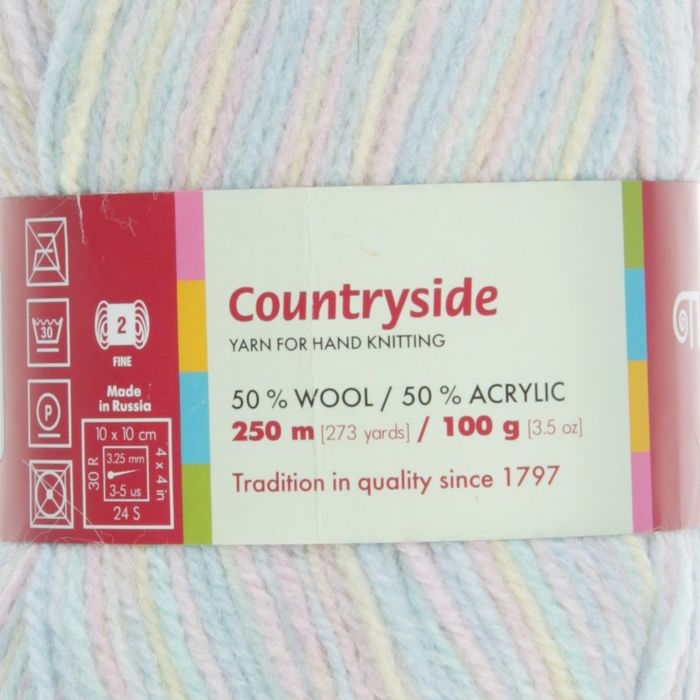 30
P
2
FINE
Made
in Russia
10 x 10 cm
30 R
3.25 mm
3-5 us
24 S
4 x 4 in
Countryside
YARN FOR HAND KNITTING
50 % WOOL / 50 % ACRYLIC
250 m [273 yards] / 100 g [3.5 oz]
Tradition in quality since 1797